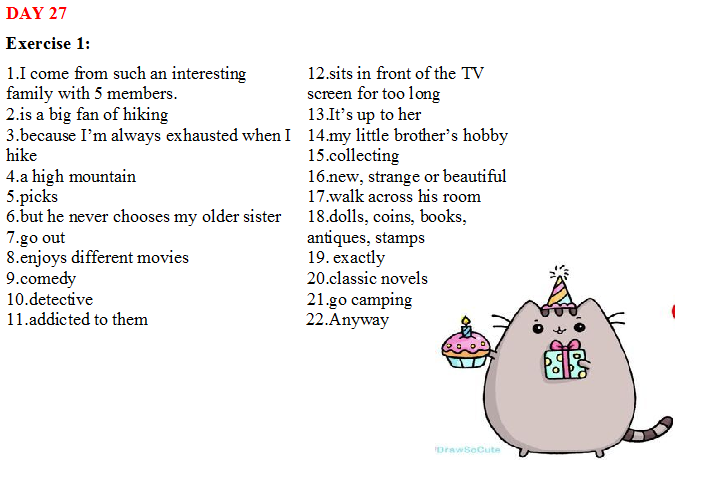 DAY 27
Exercise 1:
1.I come from such an interesting
family with 5 members.
2.is a big fan of hiking
3.because I'm always exhausted when I
hike
4.a high mountain
5.picks
6.but he never chooses my older sister
7.go out
8.enjoys different movies
9.comedy
10.detective
11.addicted to them
12.sits in front of the TV
screen for too long
13.It's up to her
14.my little brother's hobby
15.collecting
16.new, strange or beautiful
17.walk across his room
18.dolls, coins, books,
antiques, stamps
19. exactly
20.classic novels
21.go camping
22.Anyway
DrawSoCute